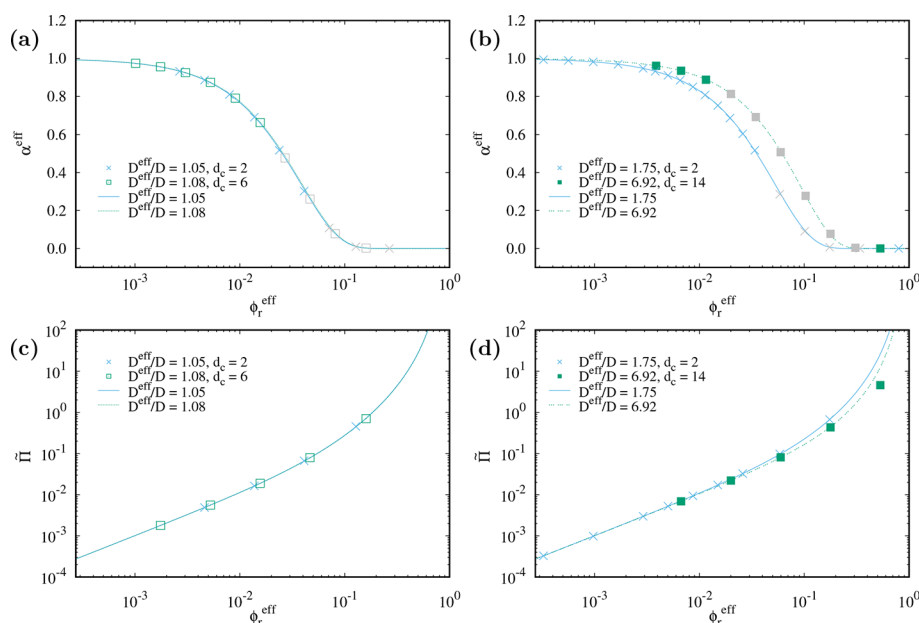 (a)
1.2
1.0
0.8
0.6
0.4
0.2
0.0
α^eff
D^eff/D = 1.05, d_c = 2
D^eff/D = 1.08, d_c = 6
D^eff/D = 1.05
D^eff/D = 1.08
10^-3 10^-2 10^-1 10^0
ϕ_r^eff
(b)
1.2
1.0
0.8
0.6
0.4
0.2
0.0
α^eff
D^eff/D = 1.75, d_c = 2
D^eff/D = 6.92, d_c = 14
D^eff/D = 1.75
D^eff/D = 6.92
10^-3 10^-2 10^-1 10^0
ϕ_r^eff
(c)
10^2
10^1
10^0
10^-1
10^-2
10^-3
10^-4
Π̃
D^eff/D = 1.05, d_c = 2
D^eff/D = 1.08, d_c = 6
D^eff/D = 1.05
D^eff/D = 1.08
10^-3 10^-2 10^-1 10^0
ϕ_r^eff
(d)
10^2
10^1
10^0
10^-1
10^-2
10^-3
10^-4
Π̃
D^eff/D = 1.75, d_c = 2
D^eff/D = 6.92, d_c = 14
D^eff/D = 1.75
D^eff/D = 6.92
10^-3 10^-2 10^-1 10^0
ϕ_r^eff